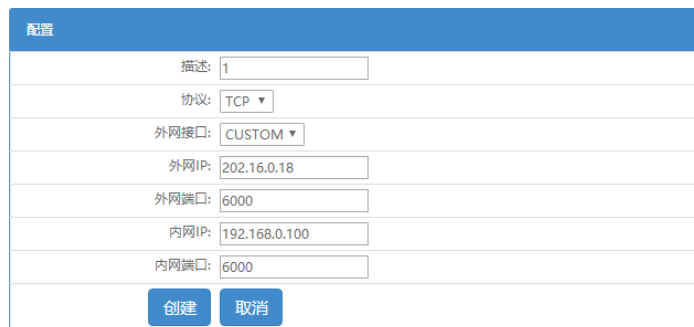 配置
描述: 1
协议: TCP
外网接口: CUSTOM
外网IP: 202.16.0.18
外网端口: 6000
内网IP: 192.168.0.100
内网端口: 6000
创建 取消